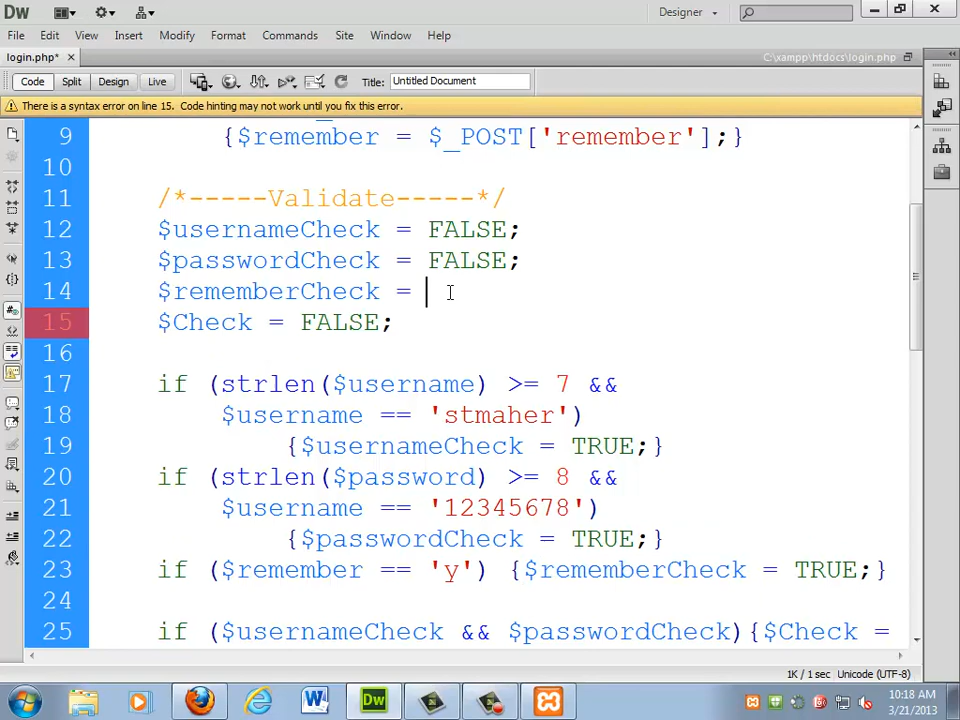 Dw
Designer
File Edit View Insert Modify Format Commands Site Window Help
login.php* x
C:\xampp\htdocs\login.php
Code Split Design Live Title: Untitled Document
There is a syntax error on line 15. Code hinting may not work until you fix this error.
9 {$remember = $_POST['remember'];}
10
11 /*-----Validate-----*/
12 $usernameCheck = FALSE;
13 $passwordCheck = FALSE;
14 $rememberCheck =
15 $Check = FALSE;
16
17 if (strlen($username) >= 7 &&
18 $username == 'stmaher')
19 {$usernameCheck = TRUE;}
20 if (strlen($password) >= 8 &&
21 $username == '12345678')
22 {$passwordCheck = TRUE;}
23 if ($remember == 'y') {$rememberCheck = TRUE;}
24
25 if ($usernameCheck && $passwordCheck){$Check =
1K / 1 sec Unicode (UTF-8)
Dw
10:18 AM
3/21/2013